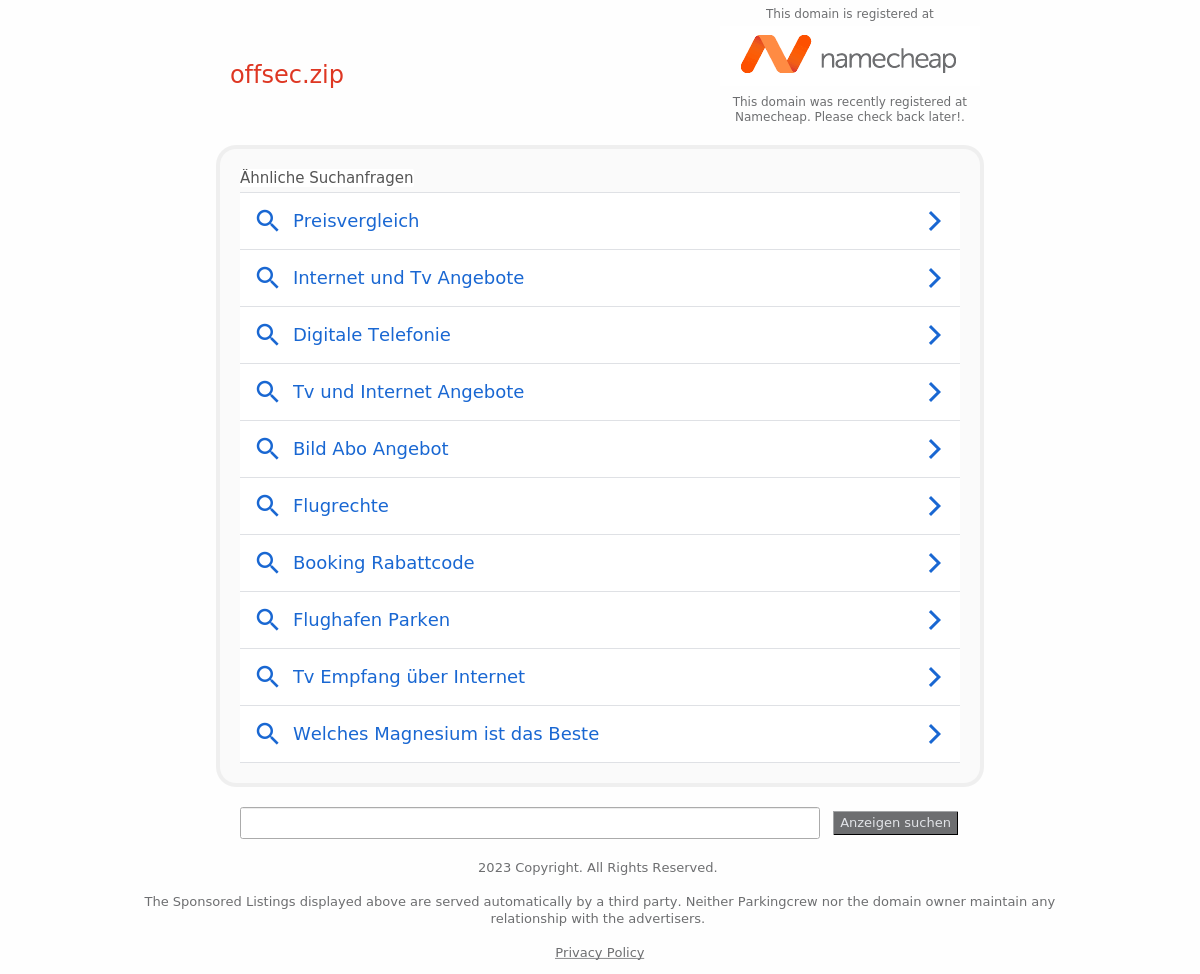 This domain is registered at
offsec.zip
namecheap
This domain was recently registered at
Namecheap. Please check back later!.
Ähnliche Suchanfragen
Preisvergleich
Internet und Tv Angebote
Digitale Telefonie
Tv und Internet Angebote
Bild Abo Angebot
Flugrechte
Booking Rabattcode
Flughafen Parken
Tv Empfang über Internet
Welches Magnesium ist das Beste
Anzeigen suchen
2023 Copyright. All Rights Reserved.
The Sponsored Listings displayed above are served automatically by a third party. Neither Parkingcrew nor the domain owner maintain any
relationship with the advertisers.
Privacy Policy